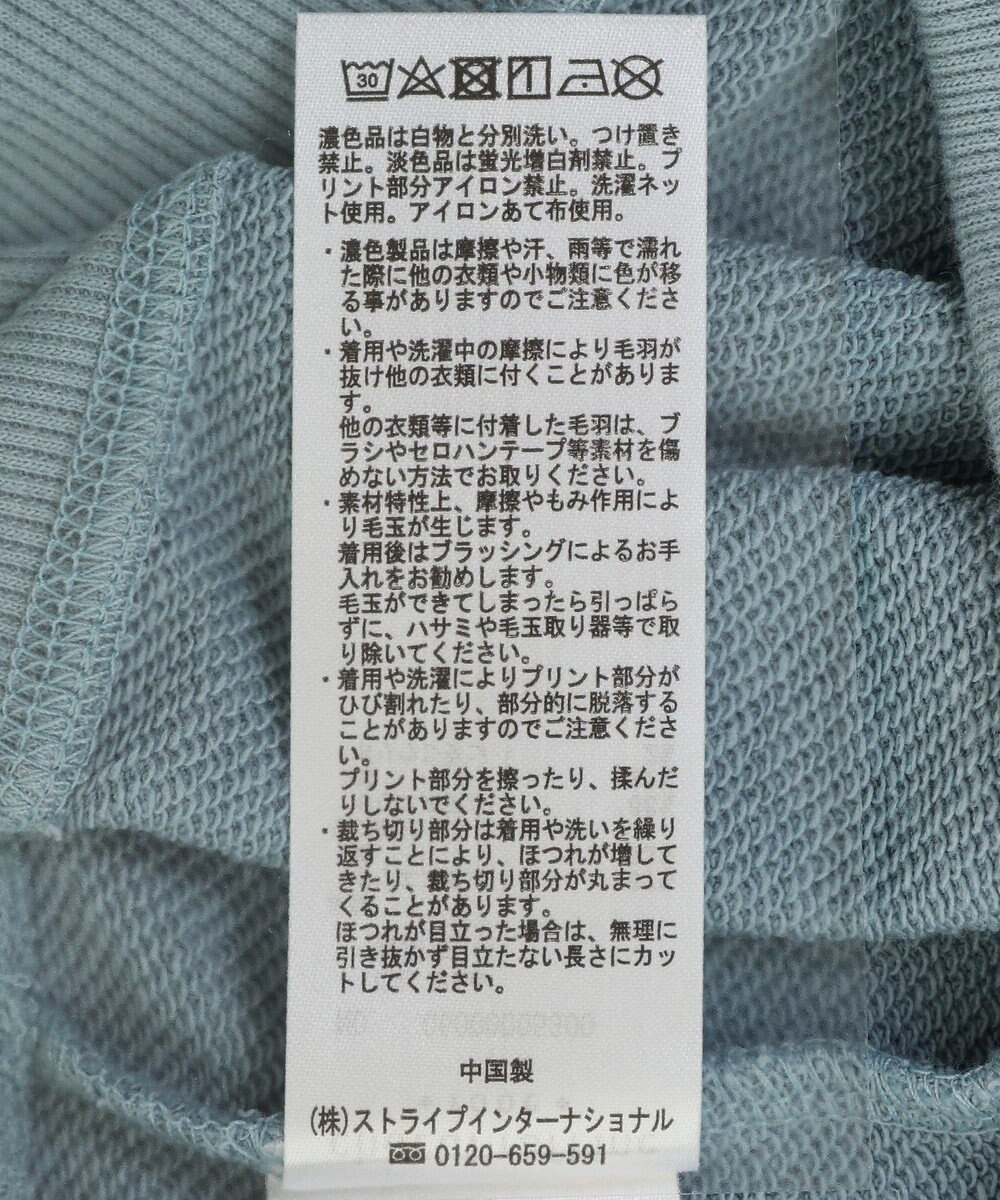 30
濃色品は白物と分別洗い。つけ置き
禁止。淡色品は蛍光増白剤禁止。プ
リント部分アイロン禁止。洗濯ネッ
ト使用。アイロンあて布使用。
・濃色製品は摩擦や汗、雨等で濡れ
た際に他の衣類や小物類に色が移
る事がありますのでご注意くださ
い。
・着用や洗濯中の摩擦により毛羽が
抜け他の衣類に付くことがありま
す。
他の衣類等に付着した毛羽は、ブ
ラシやセロハンテープ等素材を傷
めない方法でお取りください。
・素材特性上、摩擦やもみ作用によ
り毛玉が生じます。
着用後はブラッシングによるお手
入れをお勧めします。
毛玉ができてしまったら引っぱら
ずに、ハサミや毛玉取り器等で取
り除いてください。
・着用や洗濯によりプリント部分が
ひび割れたり、部分的に脱落する
ことがありますのでご注意くださ
い。
プリント部分を擦ったり、揉んだ
りしないでください。
・裁ち切り部分は着用や洗いを繰り
返すことにより、ほつれが増して
きたり、裁ち切り部分が丸まって
くることがあります。
ほつれが目立った場合は、無理に
引き抜かず目立たない長さにカッ
トしてください。
中国製
(株)ストライプインターナショナル
0120-659-591